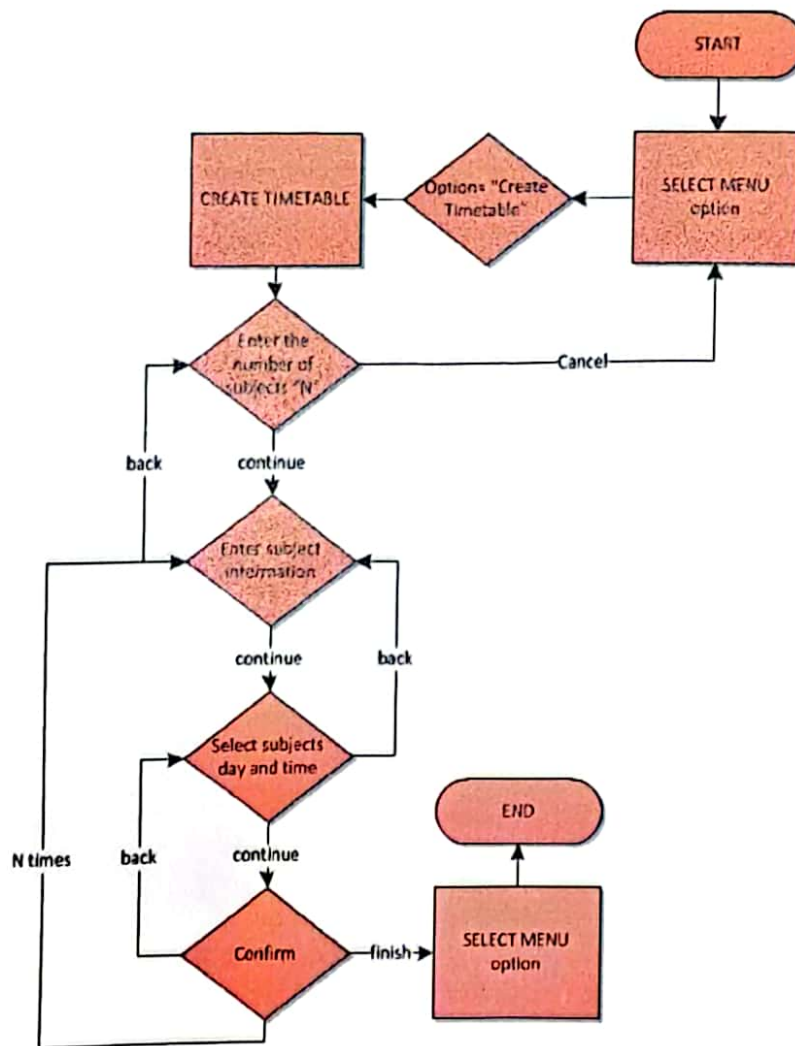 START
SELECT MENU
option
Option= "Create
Timetable"
CREATE TIMETABLE
Enter the
number of
subjects "N"
Cancel
back
continue
Enter subject
information
continue
back
Select subjects
day and time
END
N times
back
continue
Confirm
finish
SELECT MENU
option